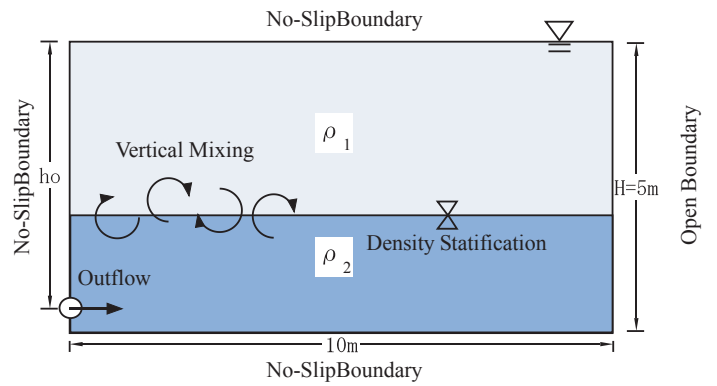 No-SlipBoundary
No-SlipBoundary
ho
ρ 1
Vertical Mixing
H=5m
Open Boundary
Density Statification
ρ 2
Outflow
10m
No-SlipBoundary